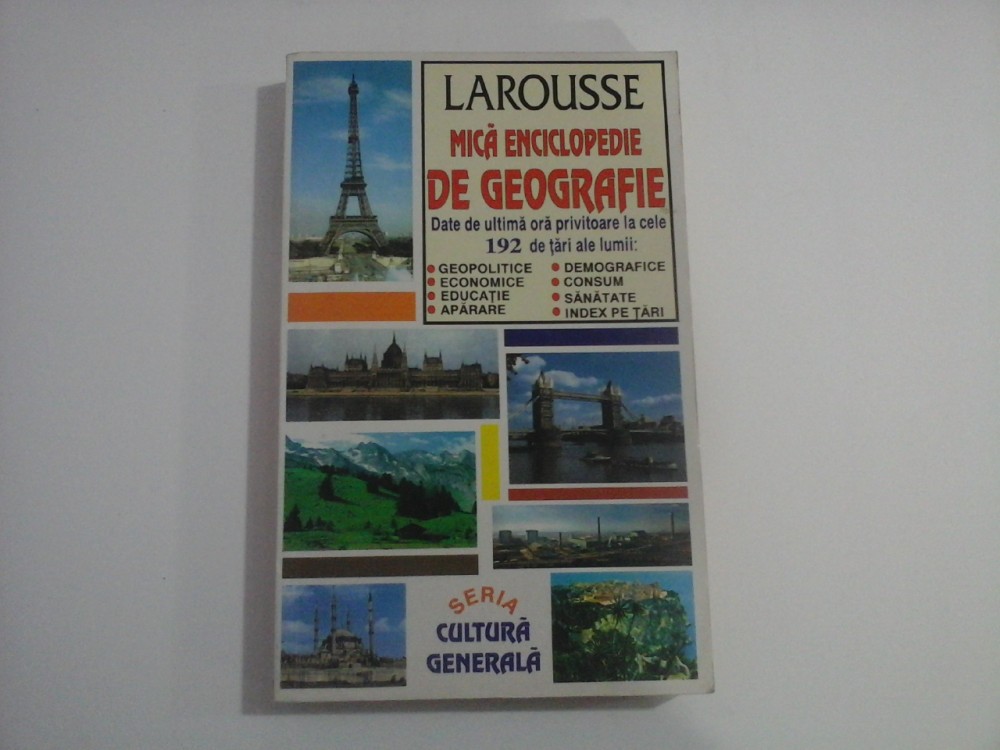 LAROUSSE
MICĂ ENCICLOPEDIE
DE GEOGRAFIE
Date de ultimă oră privitoare la cele
192 de țări ale lumii:
• GEOPOLITICE
• ECONOMICE
• EDUCAȚIE
• APĂRARE
• DEMOGRAFICE
• CONSUM
• SĂNĂTATE
• INDEX PE ȚĂRI
SERIA
CULTURĂ
GENERALĂ